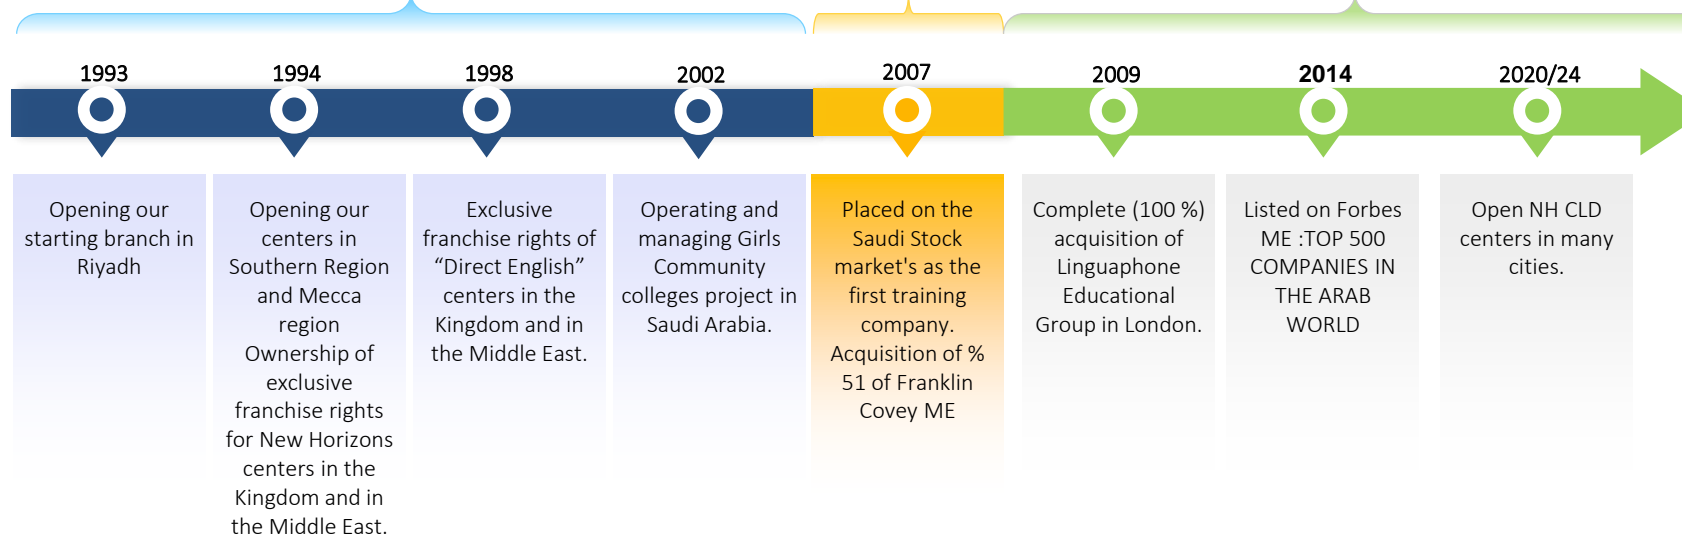 1993
Opening our
starting branch in
Riyadh
1994
Opening our
centers in
Southern Region
and Mecca
region
Ownership of
exclusive
franchise rights
for New Horizons
centers in the
Kingdom and in
the Middle East.
1998
Exclusive
franchise rights of
“Direct English”
centers in the
Kingdom and in
the Middle East.
2002
Operating and
managing Girls
Community
colleges project in
Saudi Arabia.
2007
Placed on the
Saudi Stock
market's as the
first training
company.
Acquisition of %
51 of Franklin
Covey ME
2009
Complete (100 %)
acquisition of
Linguaphone
Educational
Group in London.
2014
Listed on Forbes
ME :TOP 500
COMPANIES IN
THE ARAB
WORLD
2020/24
Open NH CLD
centers in many
cities.